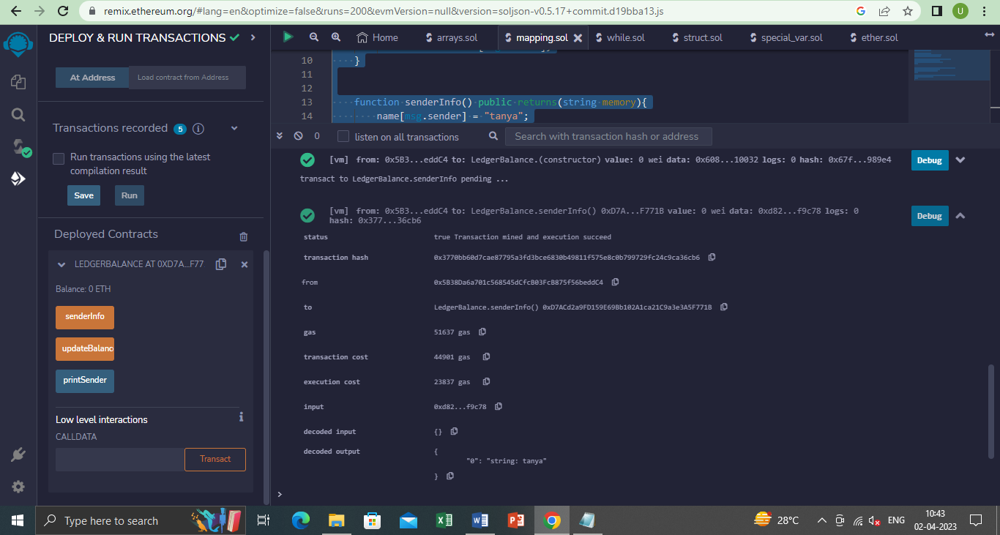 remix.ethereum.org/#lang=en&optimize=false&runs=200&evmVersion=null&version=soljson-v0.5.17+commit.d19bba13.js
U
DEPLOY & RUN TRANSACTIONS
Home
arrays.sol
mapping.sol
while.sol
struct.sol
special_var.sol
ether.sol
At Address
Load contract from Address
Transactions recorded 5
Run transactions using the latest
compilation result
Save
Run
Deployed Contracts
LEDGERBALANCE AT 0XD7A...F77
Balance: 0 ETH
senderInfo
updateBalanc
printSender
Low level interactions
CALLDATA
Transact
10 }
11
12
13 function senderInfo() public returns(string memory){
14 name[msg.sender] = "tanya";
0
listen on all transactions
Search with transaction hash or address
[vm] from: 0x5B3...eddC4 to: LedgerBalance.(constructor) value: 0 wei data: 0x608...10032 logs: 0 hash: 0x67f...989e4
Debug
transact to LedgerBalance.senderInfo pending ...
[vm] from: 0x5B3...eddC4 to: LedgerBalance.senderInfo() 0xD7A...F771B value: 0 wei data: 0xd82...f9c78 logs: 0
hash: 0x377...36cb6
Debug
status true Transaction mined and execution succeed
transaction hash 0x3770bb60d7cae87795a3fd3bce6830b49811f575e8c0b799729fc24c9ca36cb6
from 0x5B38Da6a701c568545dCfcB03FcB875f56beddC4
to LedgerBalance.senderInfo() 0xD7ACd2a9FD159E69Bb102A1ca21C9a3e3A5F771B
gas 51637 gas
transaction cost 44901 gas
execution cost 23837 gas
input 0xd82...f9c78
decoded input {}
decoded output {
"0": "string: tanya"
}
>
Type here to search
28°C
ENG
10:43
02-04-2023